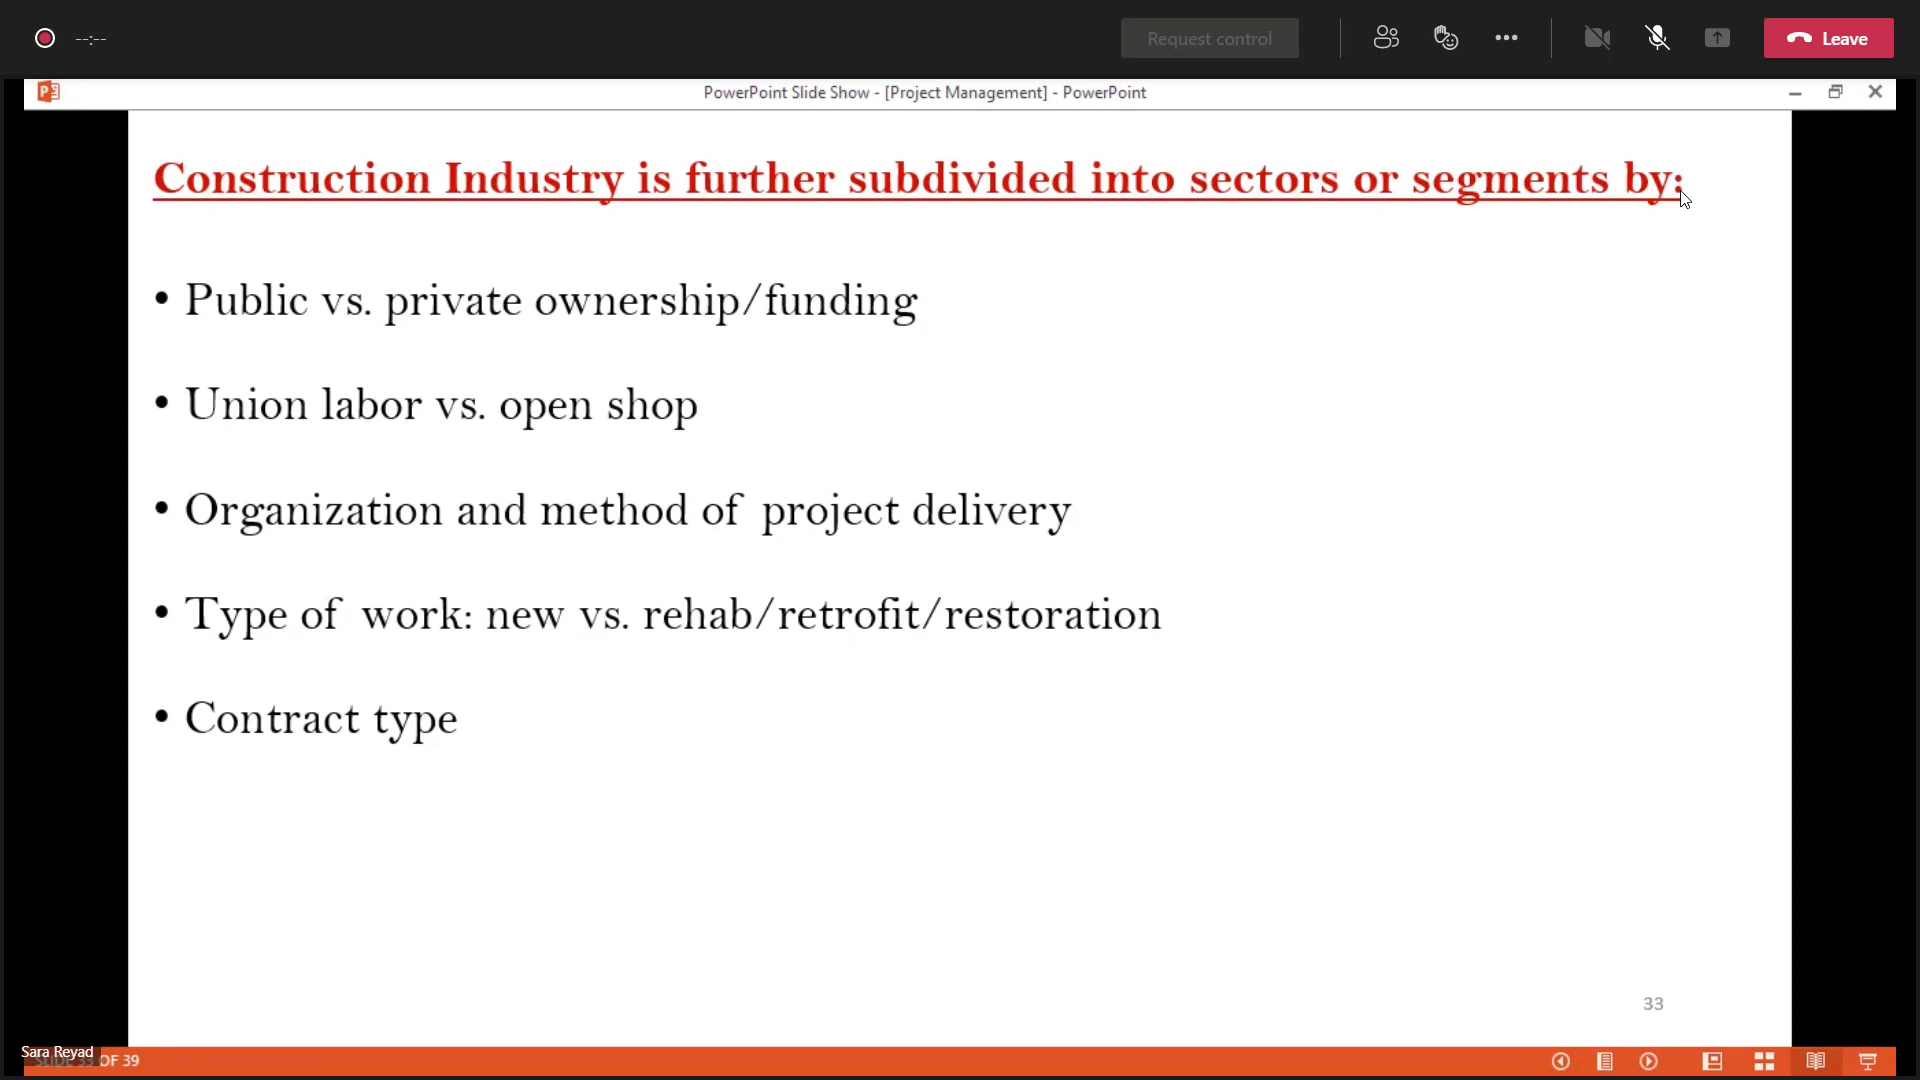 --:--
Request control
Leave
PowerPoint Slide Show - [Project Management] - PowerPoint
Construction Industry is further subdivided into sectors or segments by:
• Public vs. private ownership/funding
• Union labor vs. open shop
• Organization and method of project delivery
• Type of work: new vs. rehab/retrofit/restoration
• Contract type
33
Sara Reyad
SLIDE 33 OF 39